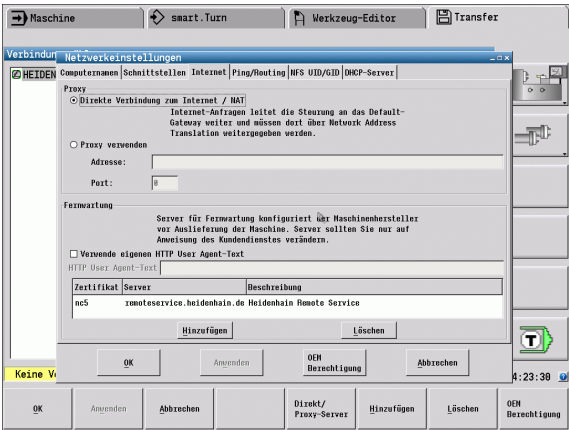 Maschine
smart.Turn
Werkzeug-Editor
Transfer
Verbindun
Netzverkeinstellungen
HEIDEN
Computernamen Schnittstellen Internet Ping/Routing NFS UID/GID DHCP-Server
Proxy
Direkte Verbindung zum Internet / NAT
Internet-Anfragen leitet die Steurung an das Default-
Gateway weiter und müssen dort über Network Address
Translation weitergegeben werden.
Proxy verwenden
Adresse:
Port: 0
Fernwartung
Server für Fernwartung konfiguriert der Maschinenhersteller
vor Auslieferung der Maschine. Server sollten Sie nur auf
Anweisung des Kundendienstes verändern.
Verwende eigenen HTTP User Agent-Text
HTTP User Agent-Text
Zertifikat Server Beschreibung
nc5 remoteservice.heidenhain.de Heidenhain Remote Service
Hinzufügen Löschen
OK Anwenden OEM Berechtigung Abbrechen
T
Keine V
4:23:30
OK Anwenden Abbrechen Direkt/ Proxy-Server Hinzufügen Löschen OEM Berechtigung